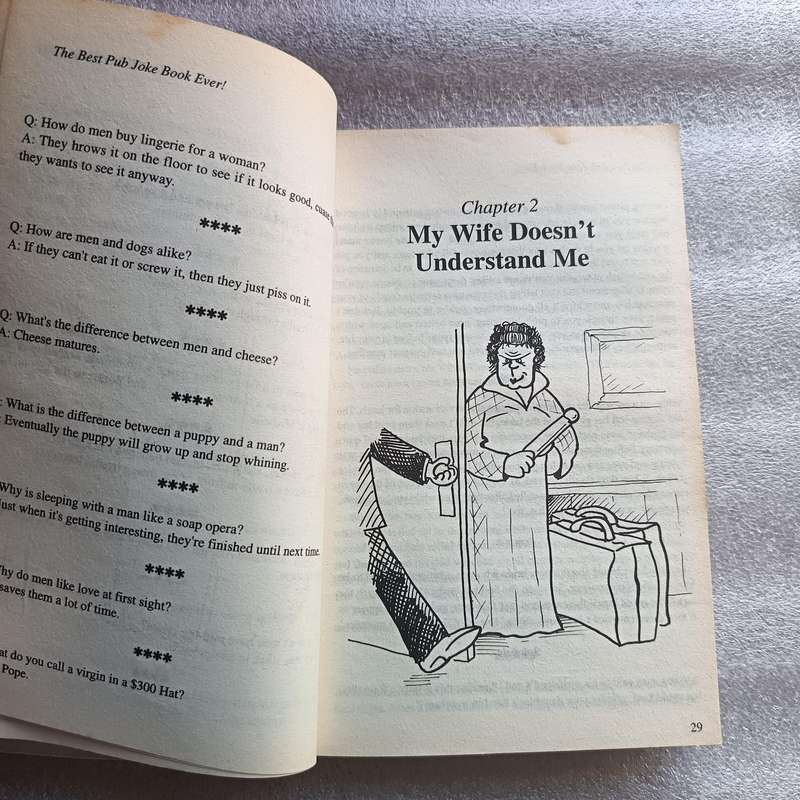 The Best Pub Joke Book Ever!
Q: How do men buy lingerie for a woman?
A: They hrows it on the floor to see if it looks good, cuase
they wants to see it anyway.
****
Q: How are men and dogs alike?
A: If they can't eat it or screw it, then they just piss on it.
****
Q: What's the difference between men and cheese?
A: Cheese matures.
****
: What is the difference between a puppy and a man?
Eventually the puppy will grow up and stop whining.
****
Why is sleeping with a man like a soap opera?
ust when it's getting interesting, they're finished until next time.
****
hy do men like love at first sight?
saves them a lot of time.
****
at do you call a virgin in a $300 Hat?
Pope.
Chapter 2
My Wife Doesn't
Understand Me
29